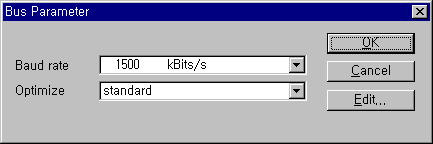 Bus Parameter
OK
Baud rate 1500 kBits/s
Cancel
Optimize standard
Edit...